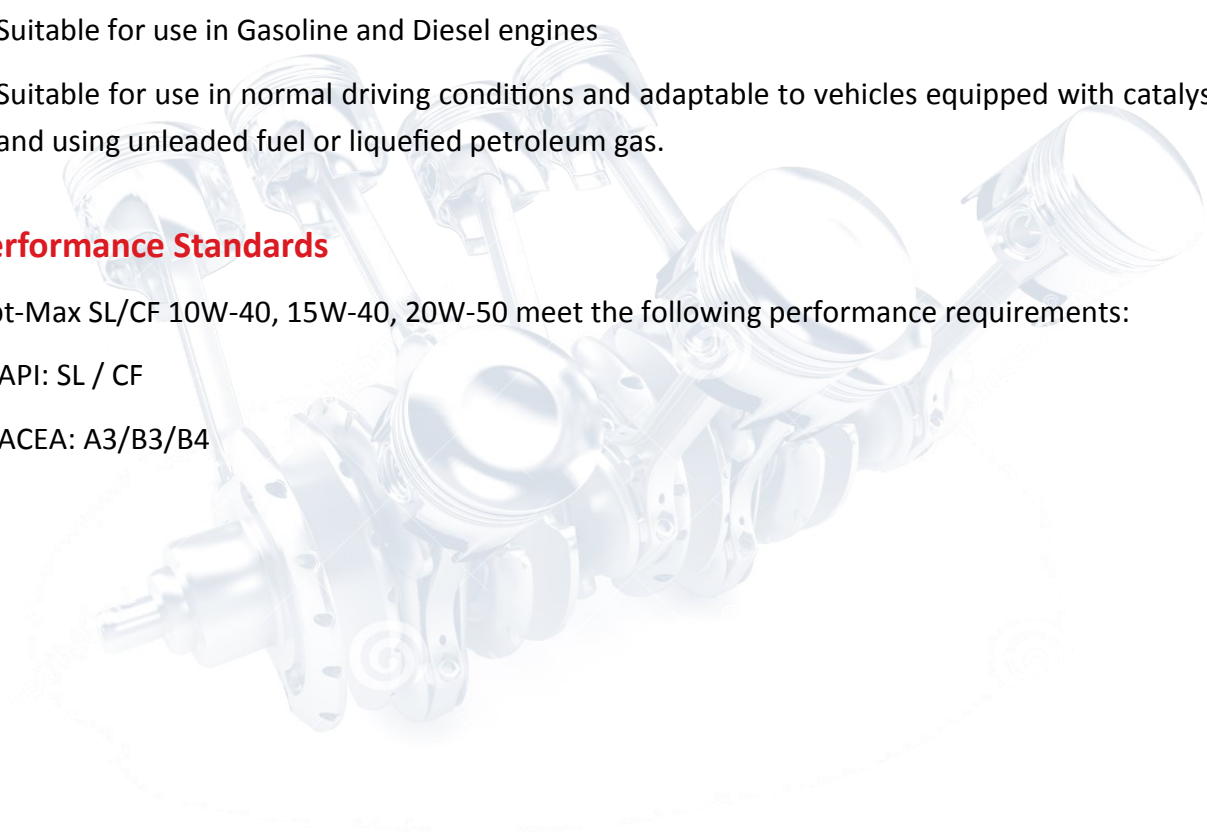 Suitable for use in Gasoline and Diesel engines
Suitable for use in normal driving conditions and adaptable to vehicles equipped with catalys
and using unleaded fuel or liquefied petroleum gas.
erformance Standards
ot-Max SL/CF 10W-40, 15W-40, 20W-50 meet the following performance requirements:
API: SL / CF
ACEA: A3/B3/B4